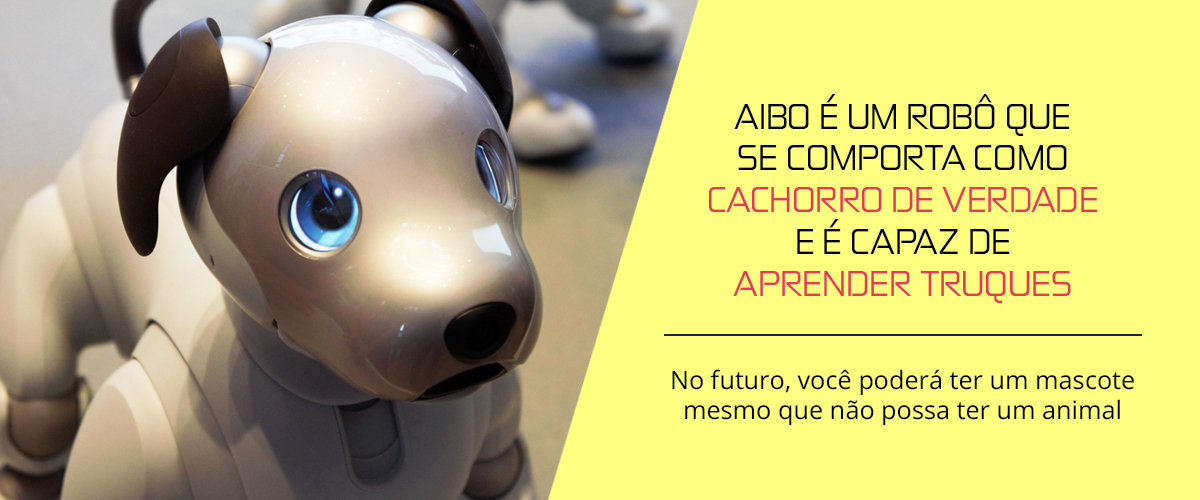 AIBO É UM ROBÔ QUE
SE COMPORTA COMO
CACHORRO DE VERDADE
E É CAPAZ DE
APRENDER TRUQUES
No futuro, você poderá ter um mascote
mesmo que não possa ter um animal